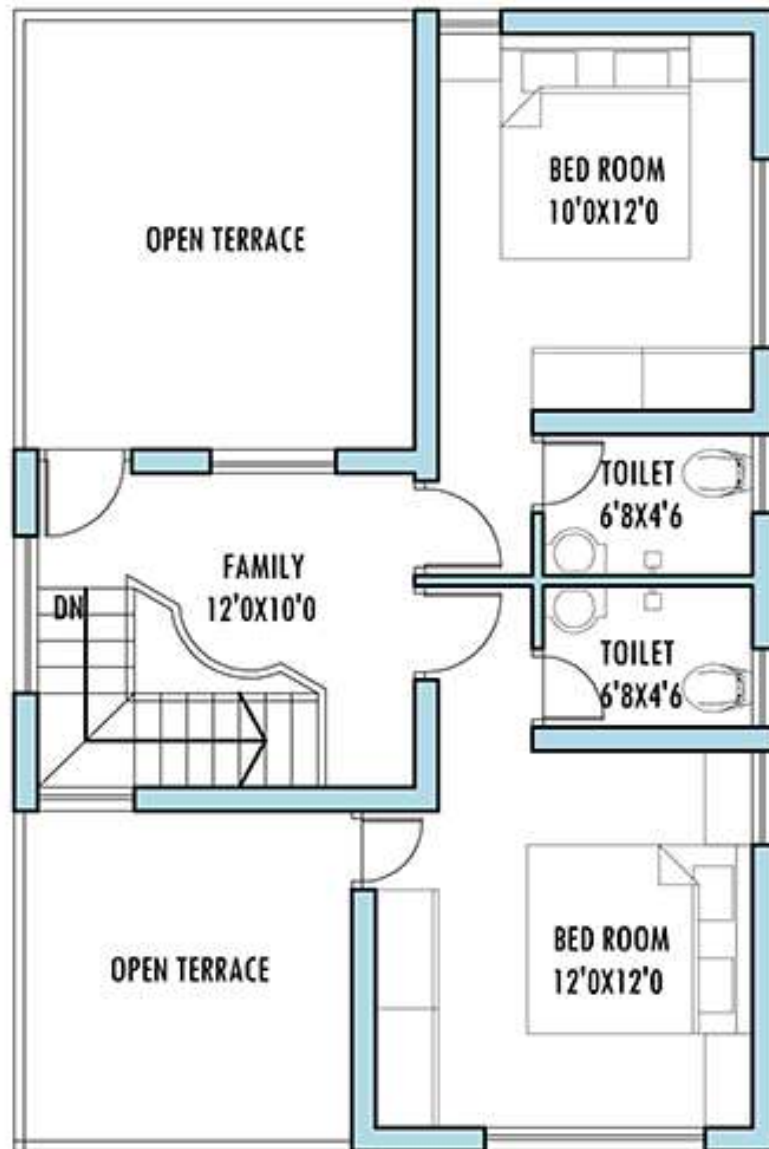 BED ROOM
10'0X12'0
OPEN TERRACE
TOILET
6'8X4'6
FAMILY
12'0X10'0
DN
TOILET
6'8X4'6
BED ROOM
12'0X12'0
OPEN TERRACE